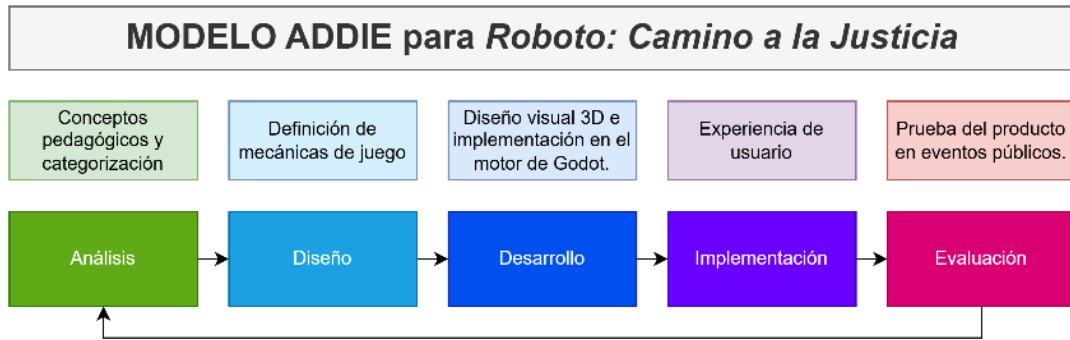 MODELO ADDIE para Roboto: Camino a la Justicia
Conceptos
pedagógicos y
categorización
Definición de
mecánicas de juego
Diseño visual 3D e
implementación en el
motor de Godot.
Experiencia de
usuario
Prueba del producto
en eventos públicos.
Análisis
Diseño
Desarrollo
Implementación
Evaluación